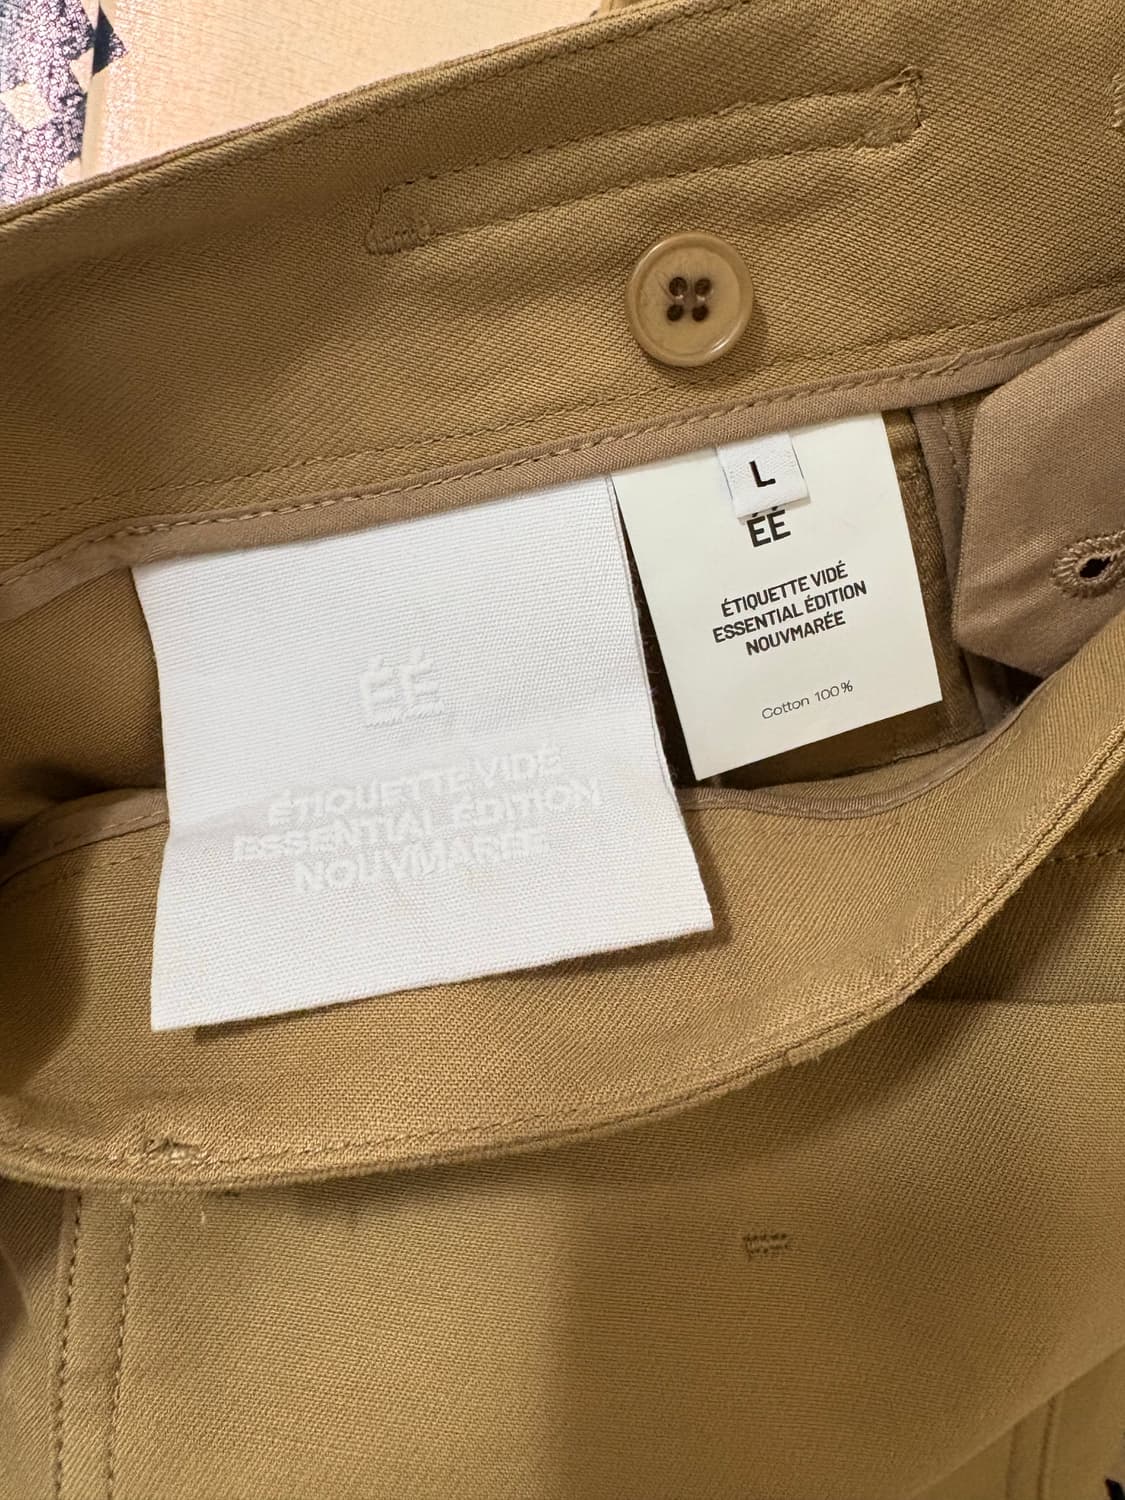 ÉÉ
ÉTIQUETTE VIDÉ
ESSENTIAL ÉDITION
NOUVMARÉE
L
ÉÉ
ÉTIQUETTE VIDÉ
ESSENTIAL ÉDITION
NOUVMARÉE
Cotton 100%